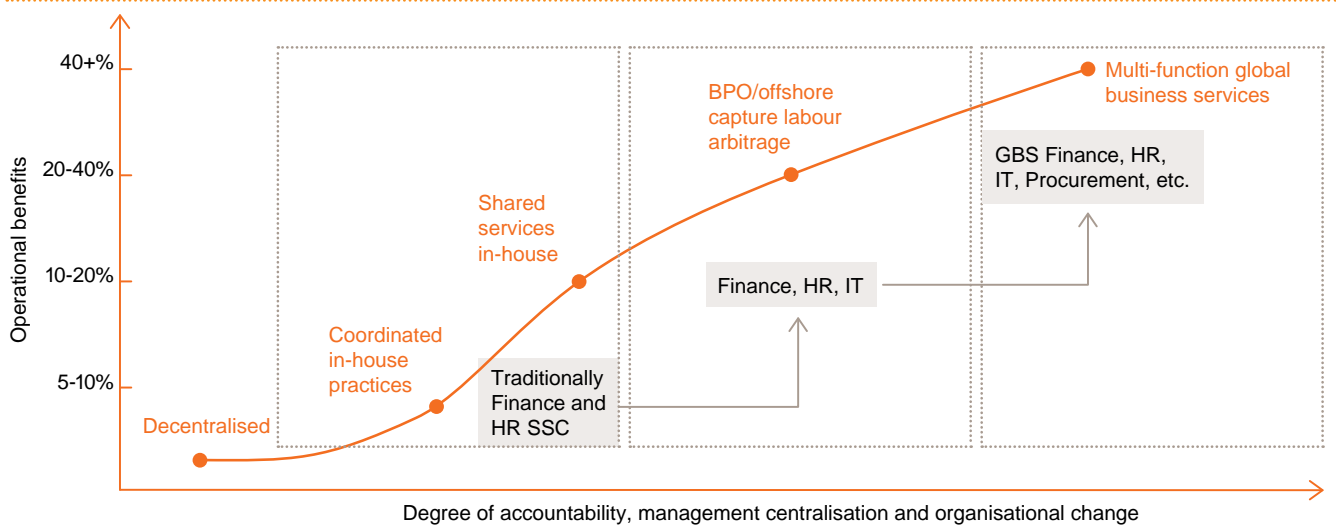 Operational benefits
40+%
20-40%
10-20%
5-10%
Decentralised
Coordinated
in-house
practices
Shared
services
in-house
BPO/offshore
capture labour
arbitrage
Multi-function global
business services
Traditionally
Finance and
HR SSC
Finance, HR, IT
GBS Finance, HR,
IT, Procurement, etc.
Degree of accountability, management centralisation and organisational change